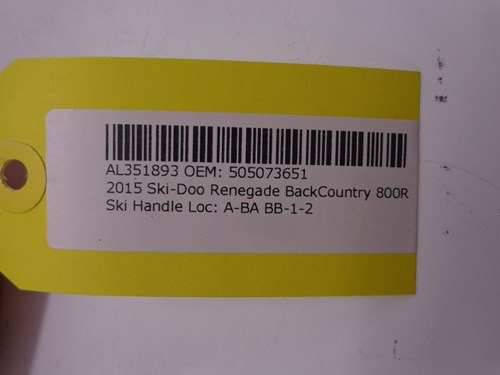 AL351893 OEM: 505073651
2015 Ski-Doo Renegade BackCountry 800R
Ski Handle Loc: A-BA BB-1-2